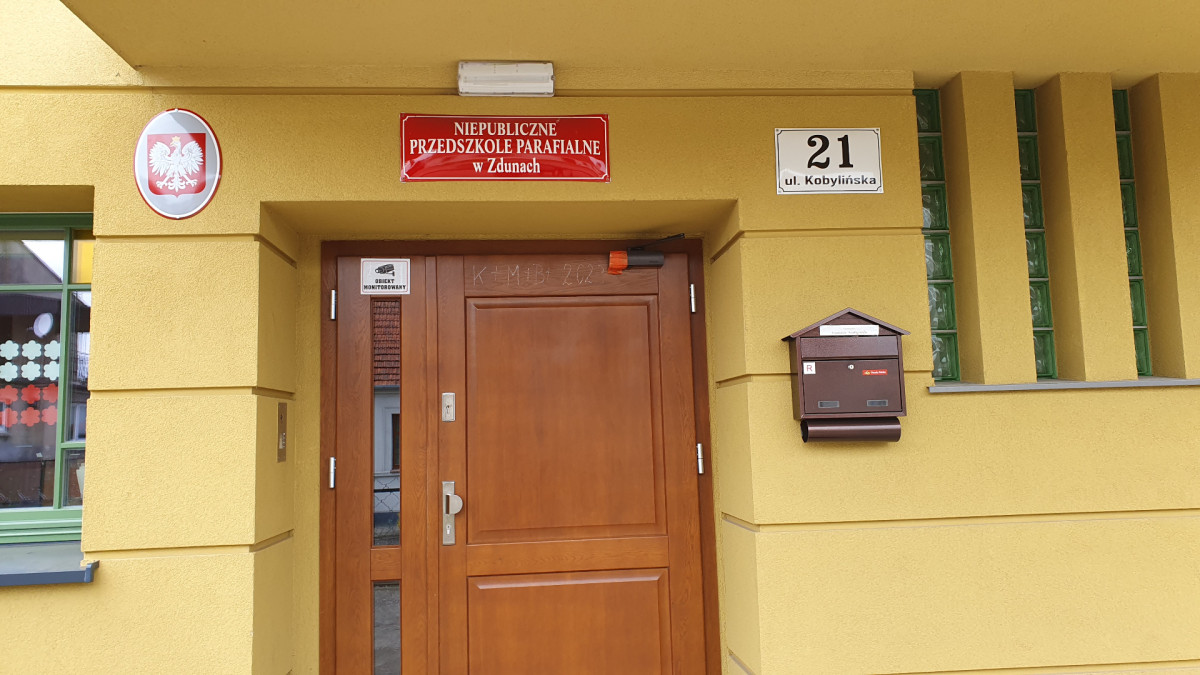 NIEPUBLICZNE
PRZEDSZKOLE PARAFIALNE
w Zdunach
21
ul. Kobylińska
OBIEKT
MONITOROWANY
K+M+B+ 202
R